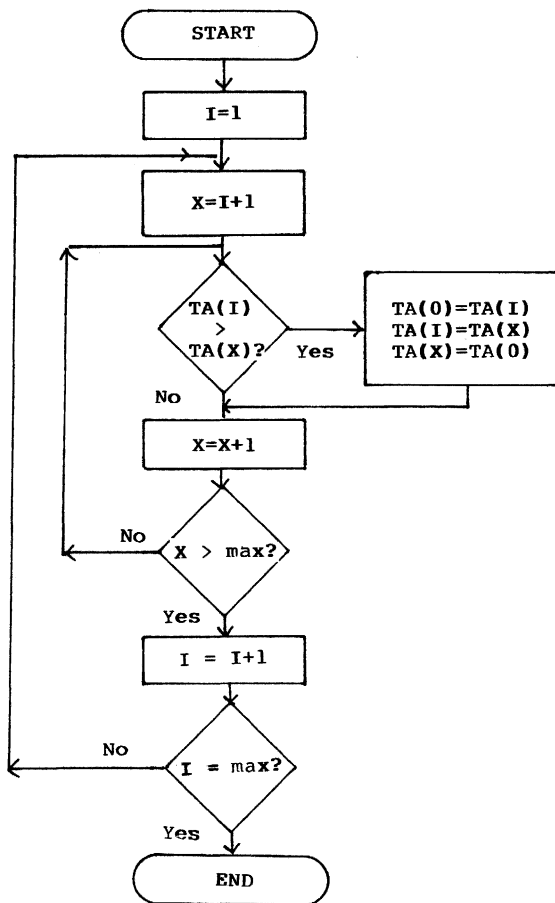 START
I=1
X=I+1
TA(I)
>
TA(X)?
Yes
TA(0)=TA(I)
TA(I)=TA(X)
TA(X)=TA(0)
No
X=X+1
No
X > max?
Yes
I = I+1
No
I = max?
Yes
END